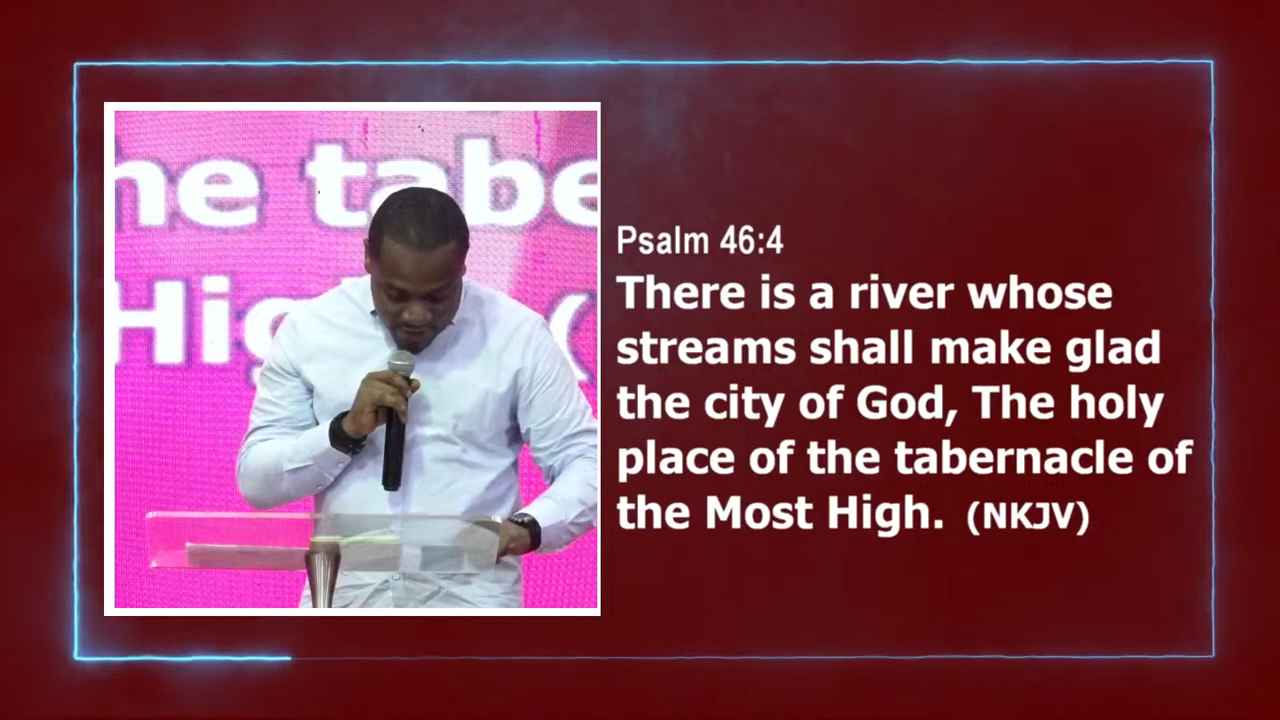 he tabe
High. (
Psalm 46:4
There is a river whose
streams shall make glad
the city of God, The holy
place of the tabernacle of
the Most High. (NKJV)